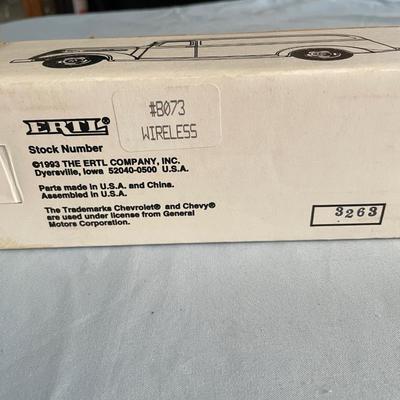 #B073
WIRELESS
ERTL®
Stock Number
©1993 THE ERTL COMPANY, INC.
Dyersville, Iowa 52040-0500 U.S.A.
Parts made in U.S.A. and China.
Assembled in U.S.A.
The Trademarks Chevrolet® and Chevy®
are used under license from General
Motors Corporation.
3263